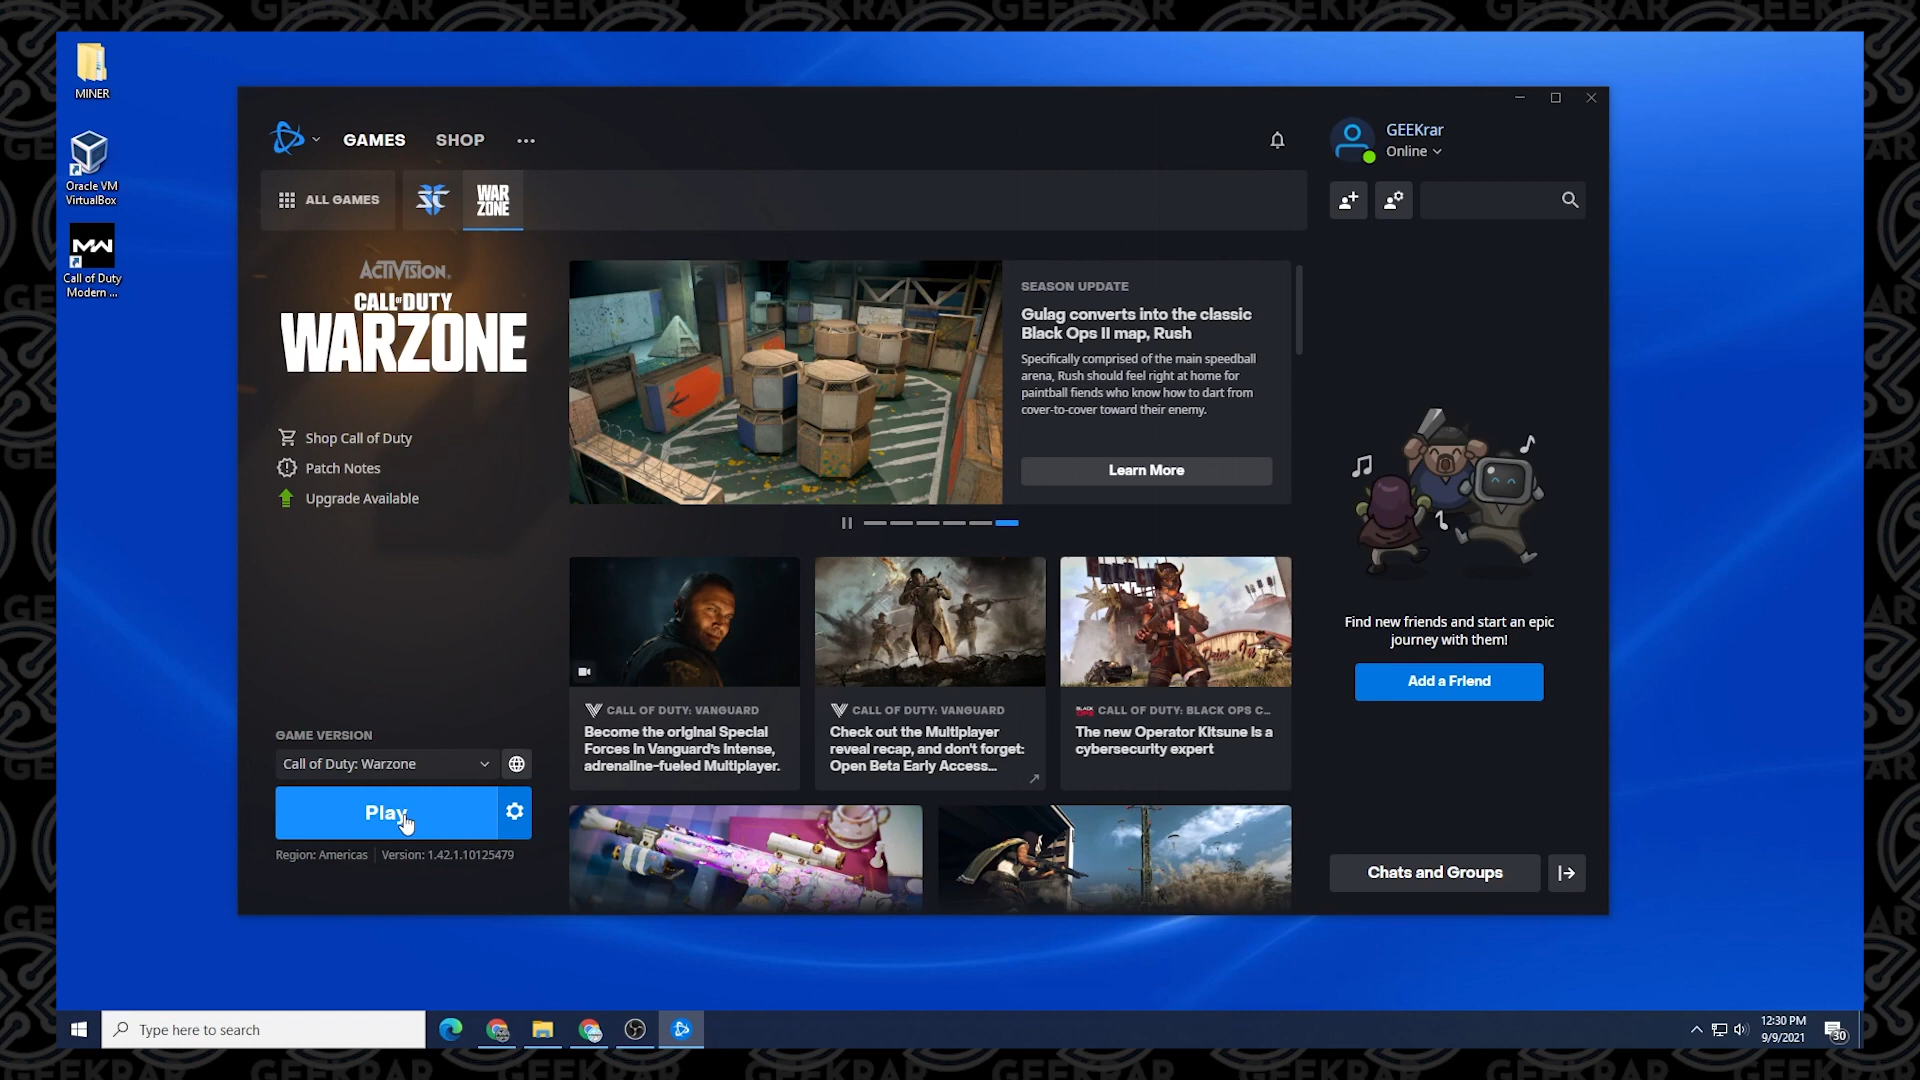 MINER
Oracle VM
VirtualBox
MW
Call of Duty
Modern ...
GAMES
SHOP
...
GEEKrar
Online
ALL GAMES
WAR
ZONE
ACTIVISION.
CALL OF DUTY
WARZONE
Shop Call of Duty
Patch Notes
Upgrade Available
SEASON UPDATE
Gulag converts into the classic
Black Ops II map, Rush
Specifically comprised of the main speedball
arena, Rush should feel right at home for
paintball fiends who know how to dart from
cover-to-cover toward their enemy.
Learn More
CALL OF DUTY: VANGUARD
Become the original Special
Forces in Vanguard's intense,
adrenaline-fueled Multiplayer.
CALL OF DUTY: VANGUARD
Check out the Multiplayer
reveal recap, and don't forget:
Open Beta Early Access...
CALL OF DUTY: BLACK OPS C...
The new Operator Kitsune is a
cybersecurity expert
Find new friends and start an epic
journey with them!
Add a Friend
GAME VERSION
Call of Duty: Warzone
Play
Region: Americas
Version: 1.42.1.10125479
Chats and Groups
Type here to search
12:30 PM
9/9/2021
30